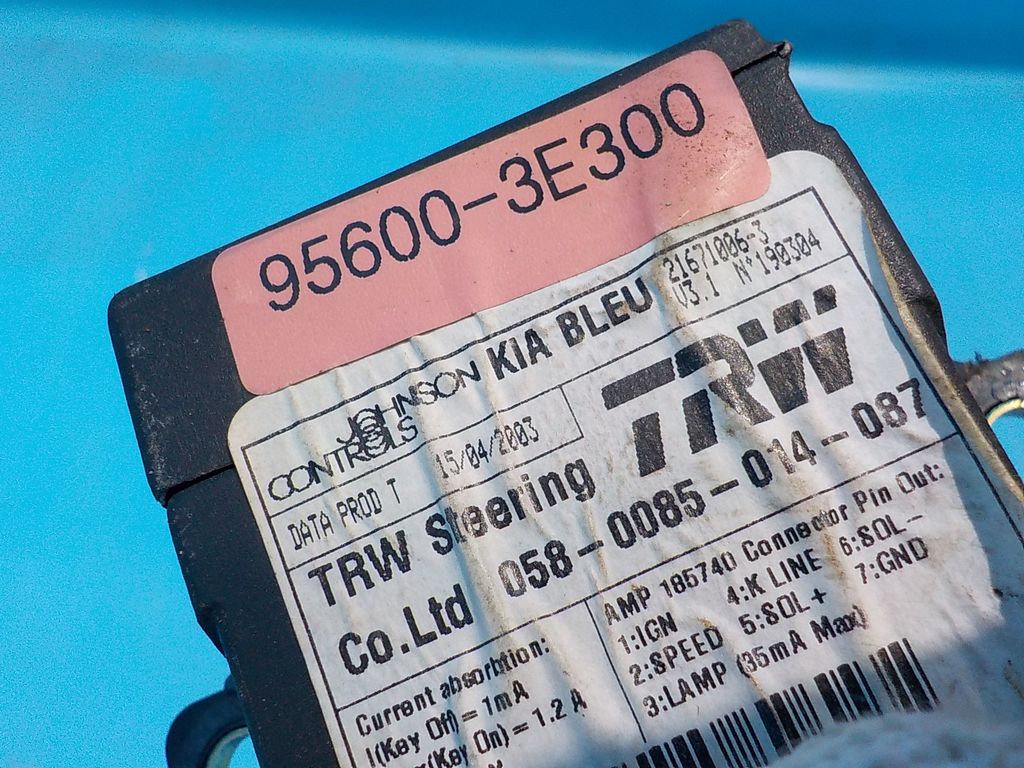 95600-3E300
JOHNSON CONTROLS KIA BLEU 21671006-3
V3.1 N°190304
DATA PROD T 15/04/2003
TRW
TRW Steering
Co.Ltd 058-0085-014-087
Current absorbtion:
I(Key Off)=1mA
(Key On)=1.2 A
AMP 185740 Connector Pin Out:
1:IGN 4:K LINE 6:SOL-
2:SPEED 5:SOL+ 7:GND
3:LAMP (35mA Max)